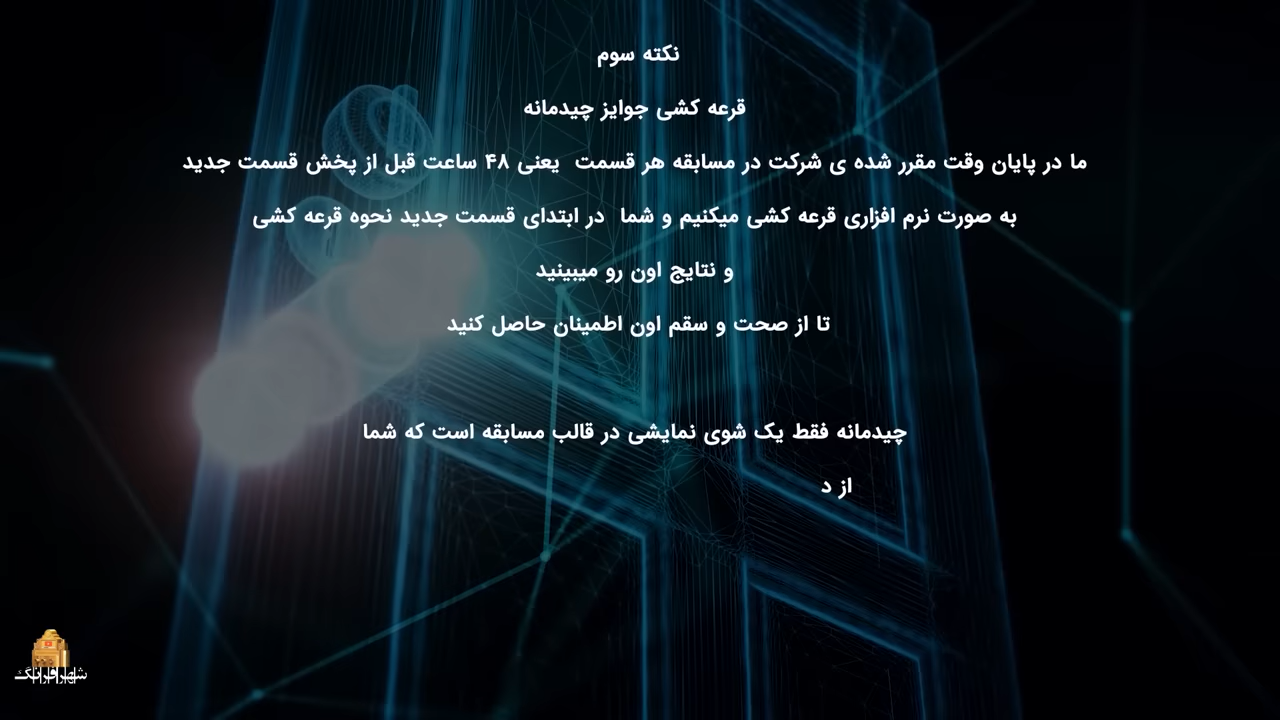 نکته سوم
قرعه کشی جوایز چیدمانه
ما در پایان وقت مقرر شده ی شرکت در مسابقه هر قسمت  یعنی ۴۸ ساعت قبل از پخش قسمت جدید
به صورت نرم افزاری قرعه کشی میکنیم و شما  در ابتدای قسمت جدید نحوه قرعه کشی
و نتایج اون رو میبینید
تا از صحت و سقم اون اطمینان حاصل کنید
چیدمانه فقط یک شوی نمایشی در قالب مسابقه است که شما
از د
شهر فرانگ